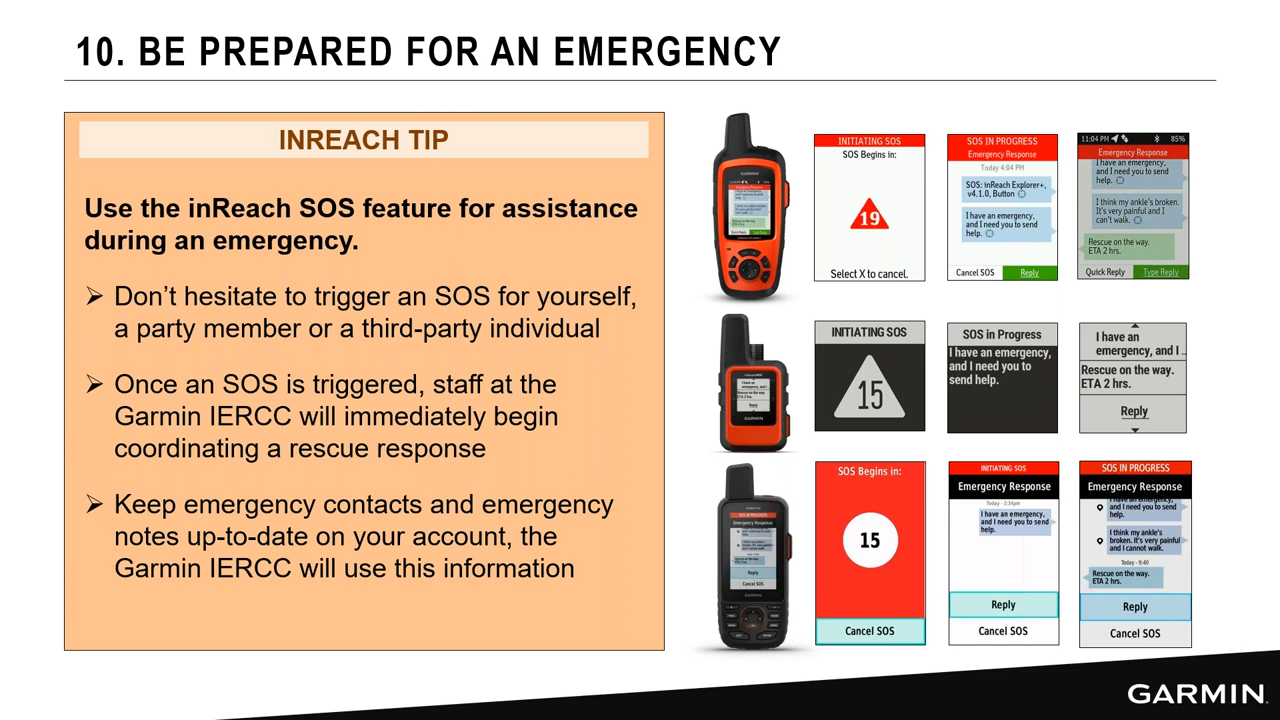 10. BE PREPARED FOR AN EMERGENCY
INREACH TIP
Use the inReach SOS feature for assistance
during an emergency.
➢ Don’t hesitate to trigger an SOS for yourself,
a party member or a third-party individual
➢ Once an SOS is triggered, staff at the
Garmin IERCC will immediately begin
coordinating a rescue response
➢ Keep emergency contacts and emergency
notes up-to-date on your account, the
Garmin IERCC will use this information
GARMIN
INITIATING SOS
SOS Begins in:
19
Select X to cancel.
SOS IN PROGRESS
Emergency Response
Today 4:04 PM
SOS: inReach Explorer+,
v4.1.0, Button
I have an emergency,
and I need you to send
help.
Cancel SOS
Reply
11:04 PM
85%
Emergency Response
I have an emergency,
and I need you to send
help.
I think my ankle's broken.
It's very painful and I
can't walk.
Rescue on the way.
ETA 2 hrs.
Quick Reply
Type Reply
GARMIN
INITIATING SOS
15
SOS in Progress
I have an emergency,
and I need you to
send help.
I have an
emergency, and I ..
Rescue on the way.
ETA 2 hrs.
Reply
SOS IN PROGRESS
Emergency Response
Reply
Cancel SOS
GARMIN
SOS Begins in:
15
Cancel SOS
INITIATING SOS
Emergency Response
Today - 2:34pm
I have an emergency,
and I need you to send
help.
Reply
Cancel SOS
SOS IN PROGRESS
Emergency Response
I have an emergency,
and I need you to send
help.
I think my ankle's
broken. It's very painful
and I cannot walk.
Today - 9:40
Rescue on the way.
ETA 2 hrs.
Reply
Cancel SOS
GARMIN